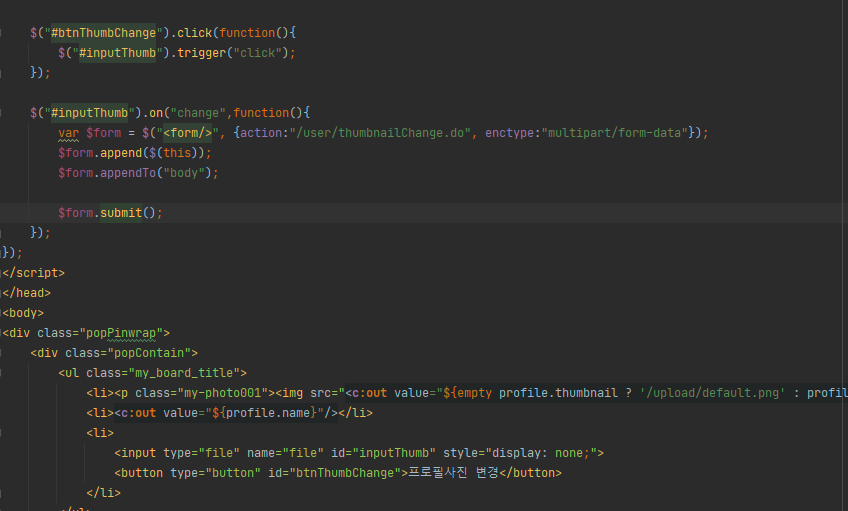 $("#btnThumbChange").click(function(){
$("#inputThumb").trigger("click");
});
$("#inputThumb").on("change",function(){
var $form = $("<form/>", {action:"/user/thumbnailChange.do", enctype:"multipart/form-data"});
$form.append($(this));
$form.appendTo("body");
$form.submit();
});
});
</script>
</head>
<body>
<div class="popPinwrap">
<div class="popContain">
<ul class="my_board_title">
<li><p class="my-photo001"><img src="<c:out value="${empty profile.thumbnail ? '/upload/default.png' : profil
<li><c:out value="${profile.name}"/></li>
<li>
<input type="file" name="file" id="inputThumb" style="display: none;">
<button type="button" id="btnThumbChange">프로필사진 변경</button>
</li>